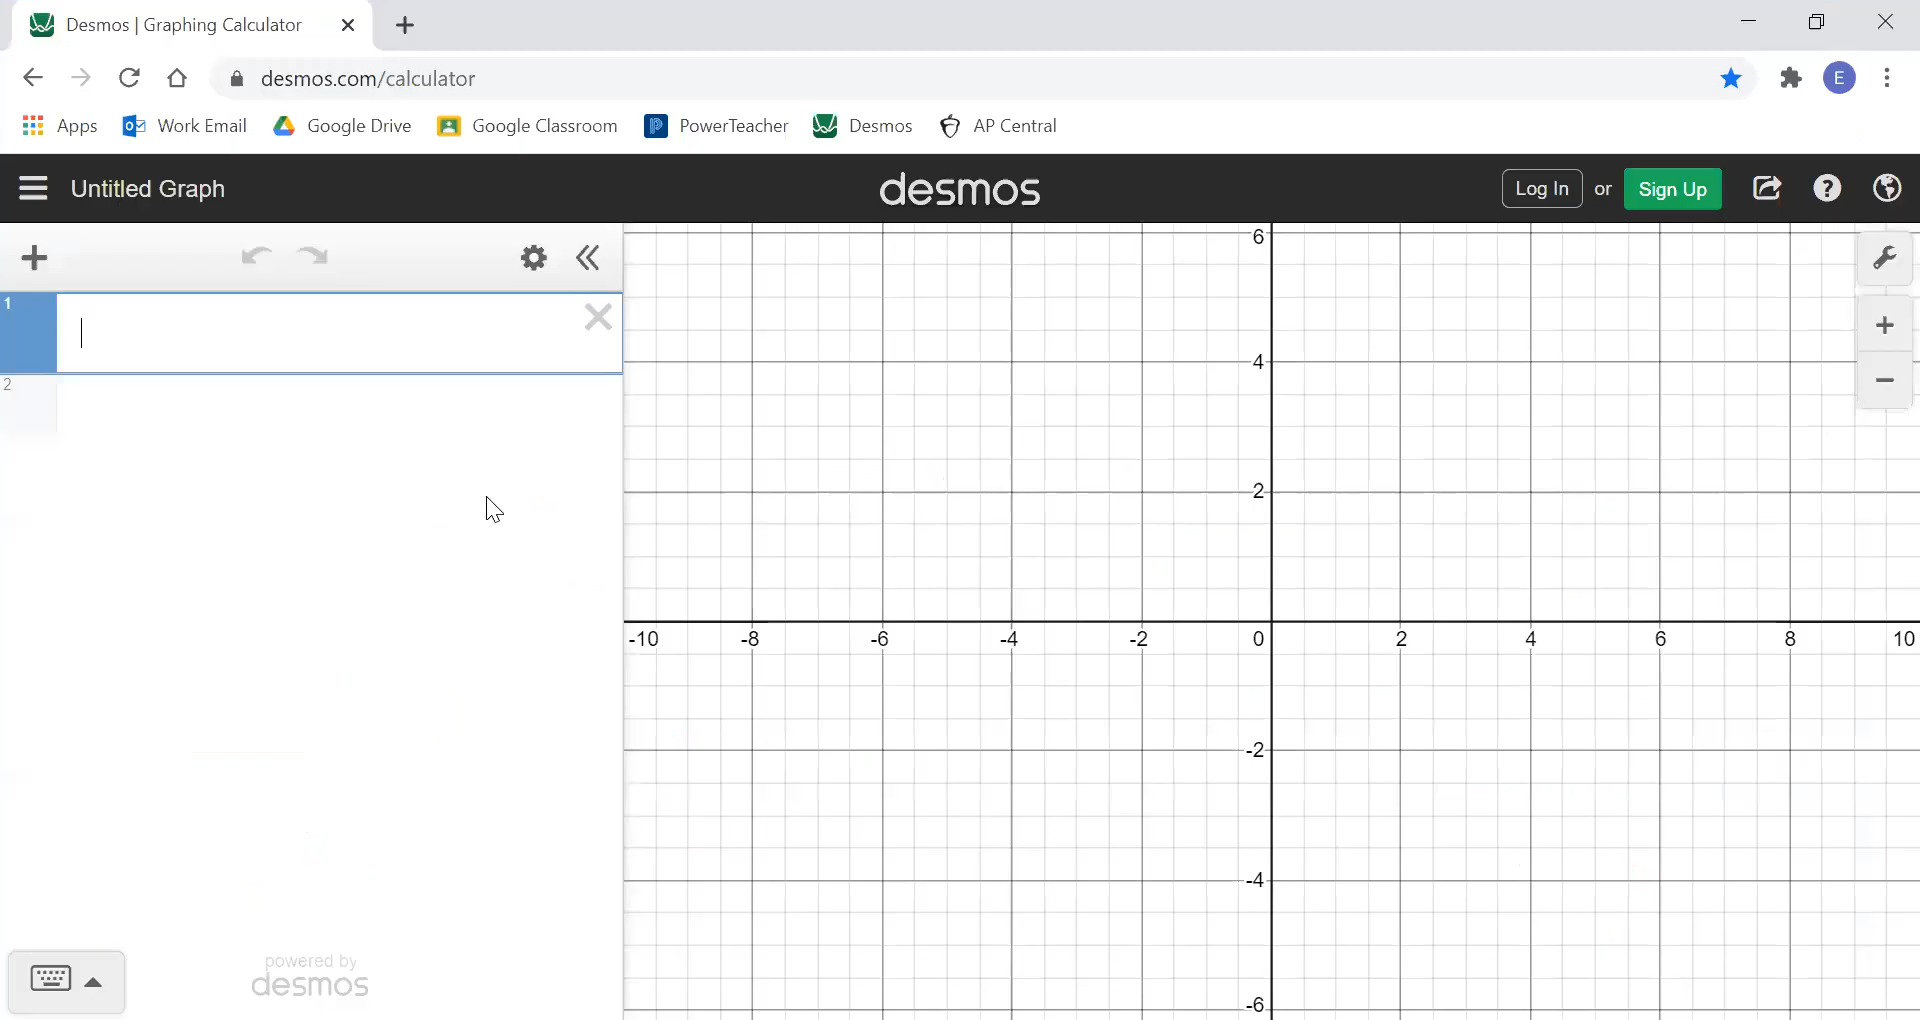 Desmos | Graphing Calculator
desmos.com/calculator
E
Apps Work Email Google Drive Google Classroom PowerTeacher Desmos AP Central
Untitled Graph desmos Log In or Sign Up
1
2
6
4
2
-10 -8 -6 -4 -2 0 2 4 6 8 10
-2
-4
-6
powered by
desmos